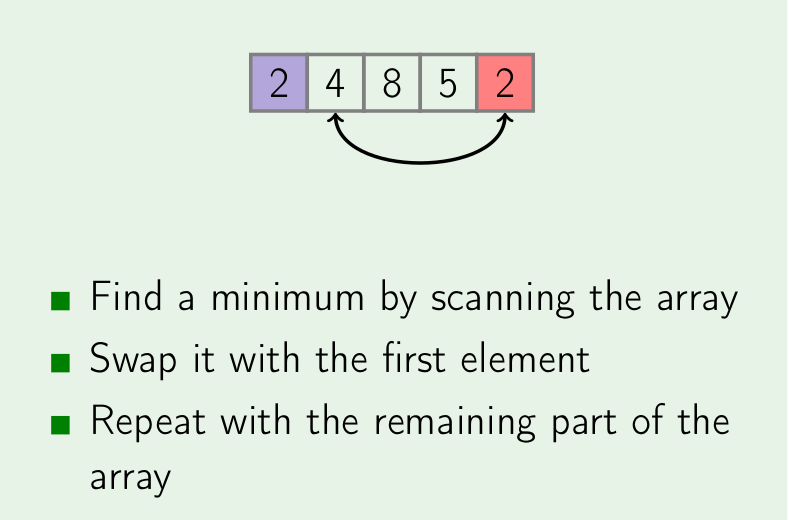 2 4 8 5 2
Find a minimum by scanning the array
Swap it with the first element
Repeat with the remaining part of the
array